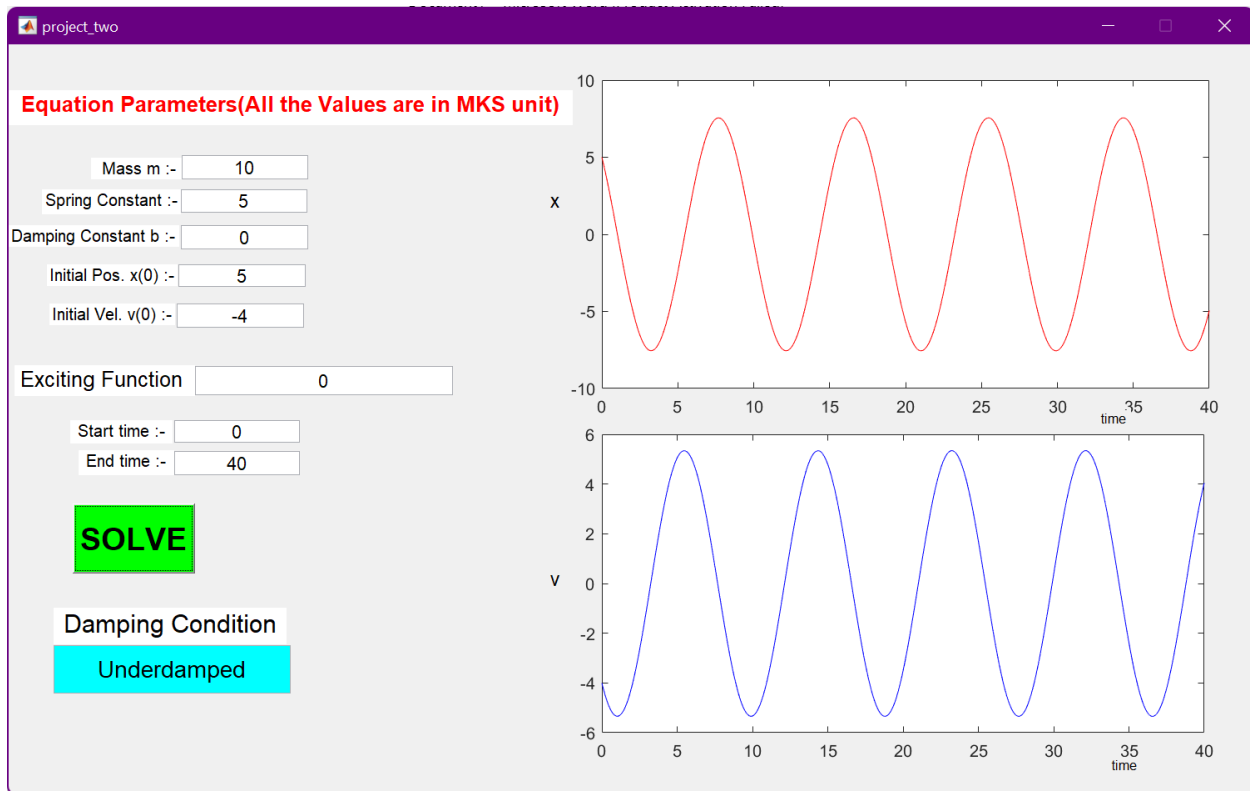 project_two
Equation Parameters(All the Values are in MKS unit)
Mass m :- 10
Spring Constant :- 5
Damping Constant b :- 0
Initial Pos. x(0) :- 5
Initial Vel. v(0) :- -4
Exciting Function 0
Start time :- 0
End time :- 40
SOLVE
Damping Condition
Underdamped
x
10
5
0
-5
-10
0 5 10 15 20 25 30 35 40
time
v
6
4
2
0
-2
-4
-6
0 5 10 15 20 25 30 35 40
time